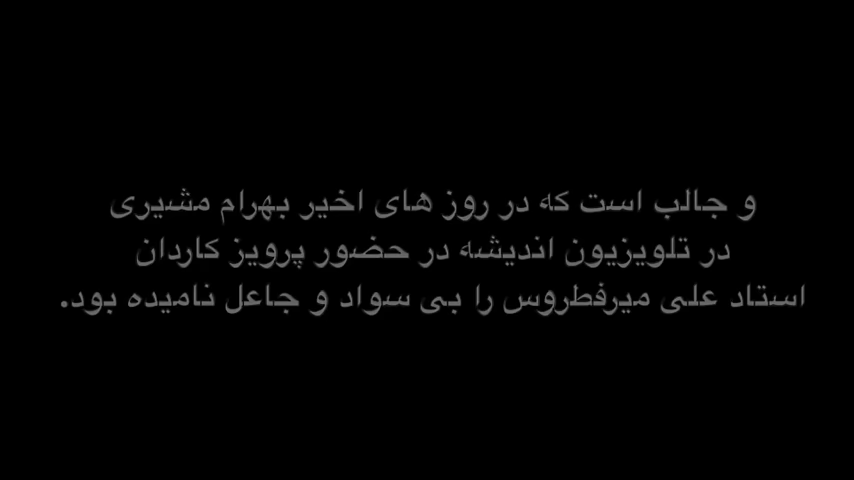 و جالب است که در روز های اخیر بهرام مشیری
در تلویزیون اندیشه در حضور پرویز کاردان
استاد علی میرفطروس را بی سواد و جاعل نامیده بود.